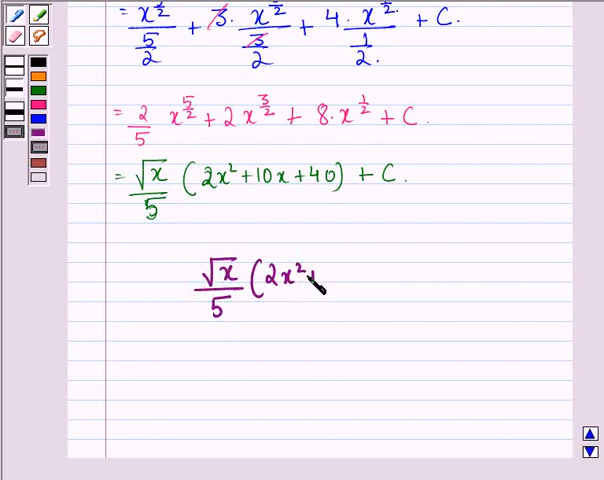 = x^5/2 / 5/2 + 3· x^3/2 / 3/2 + 4· x^1/2 / 1/2. + C.
= 2/5 x^5/2 + 2x^3/2 + 8·x^1/2 + C.
= √x/5 (2x²+10x+40) + C.
√x/5 (2x²+